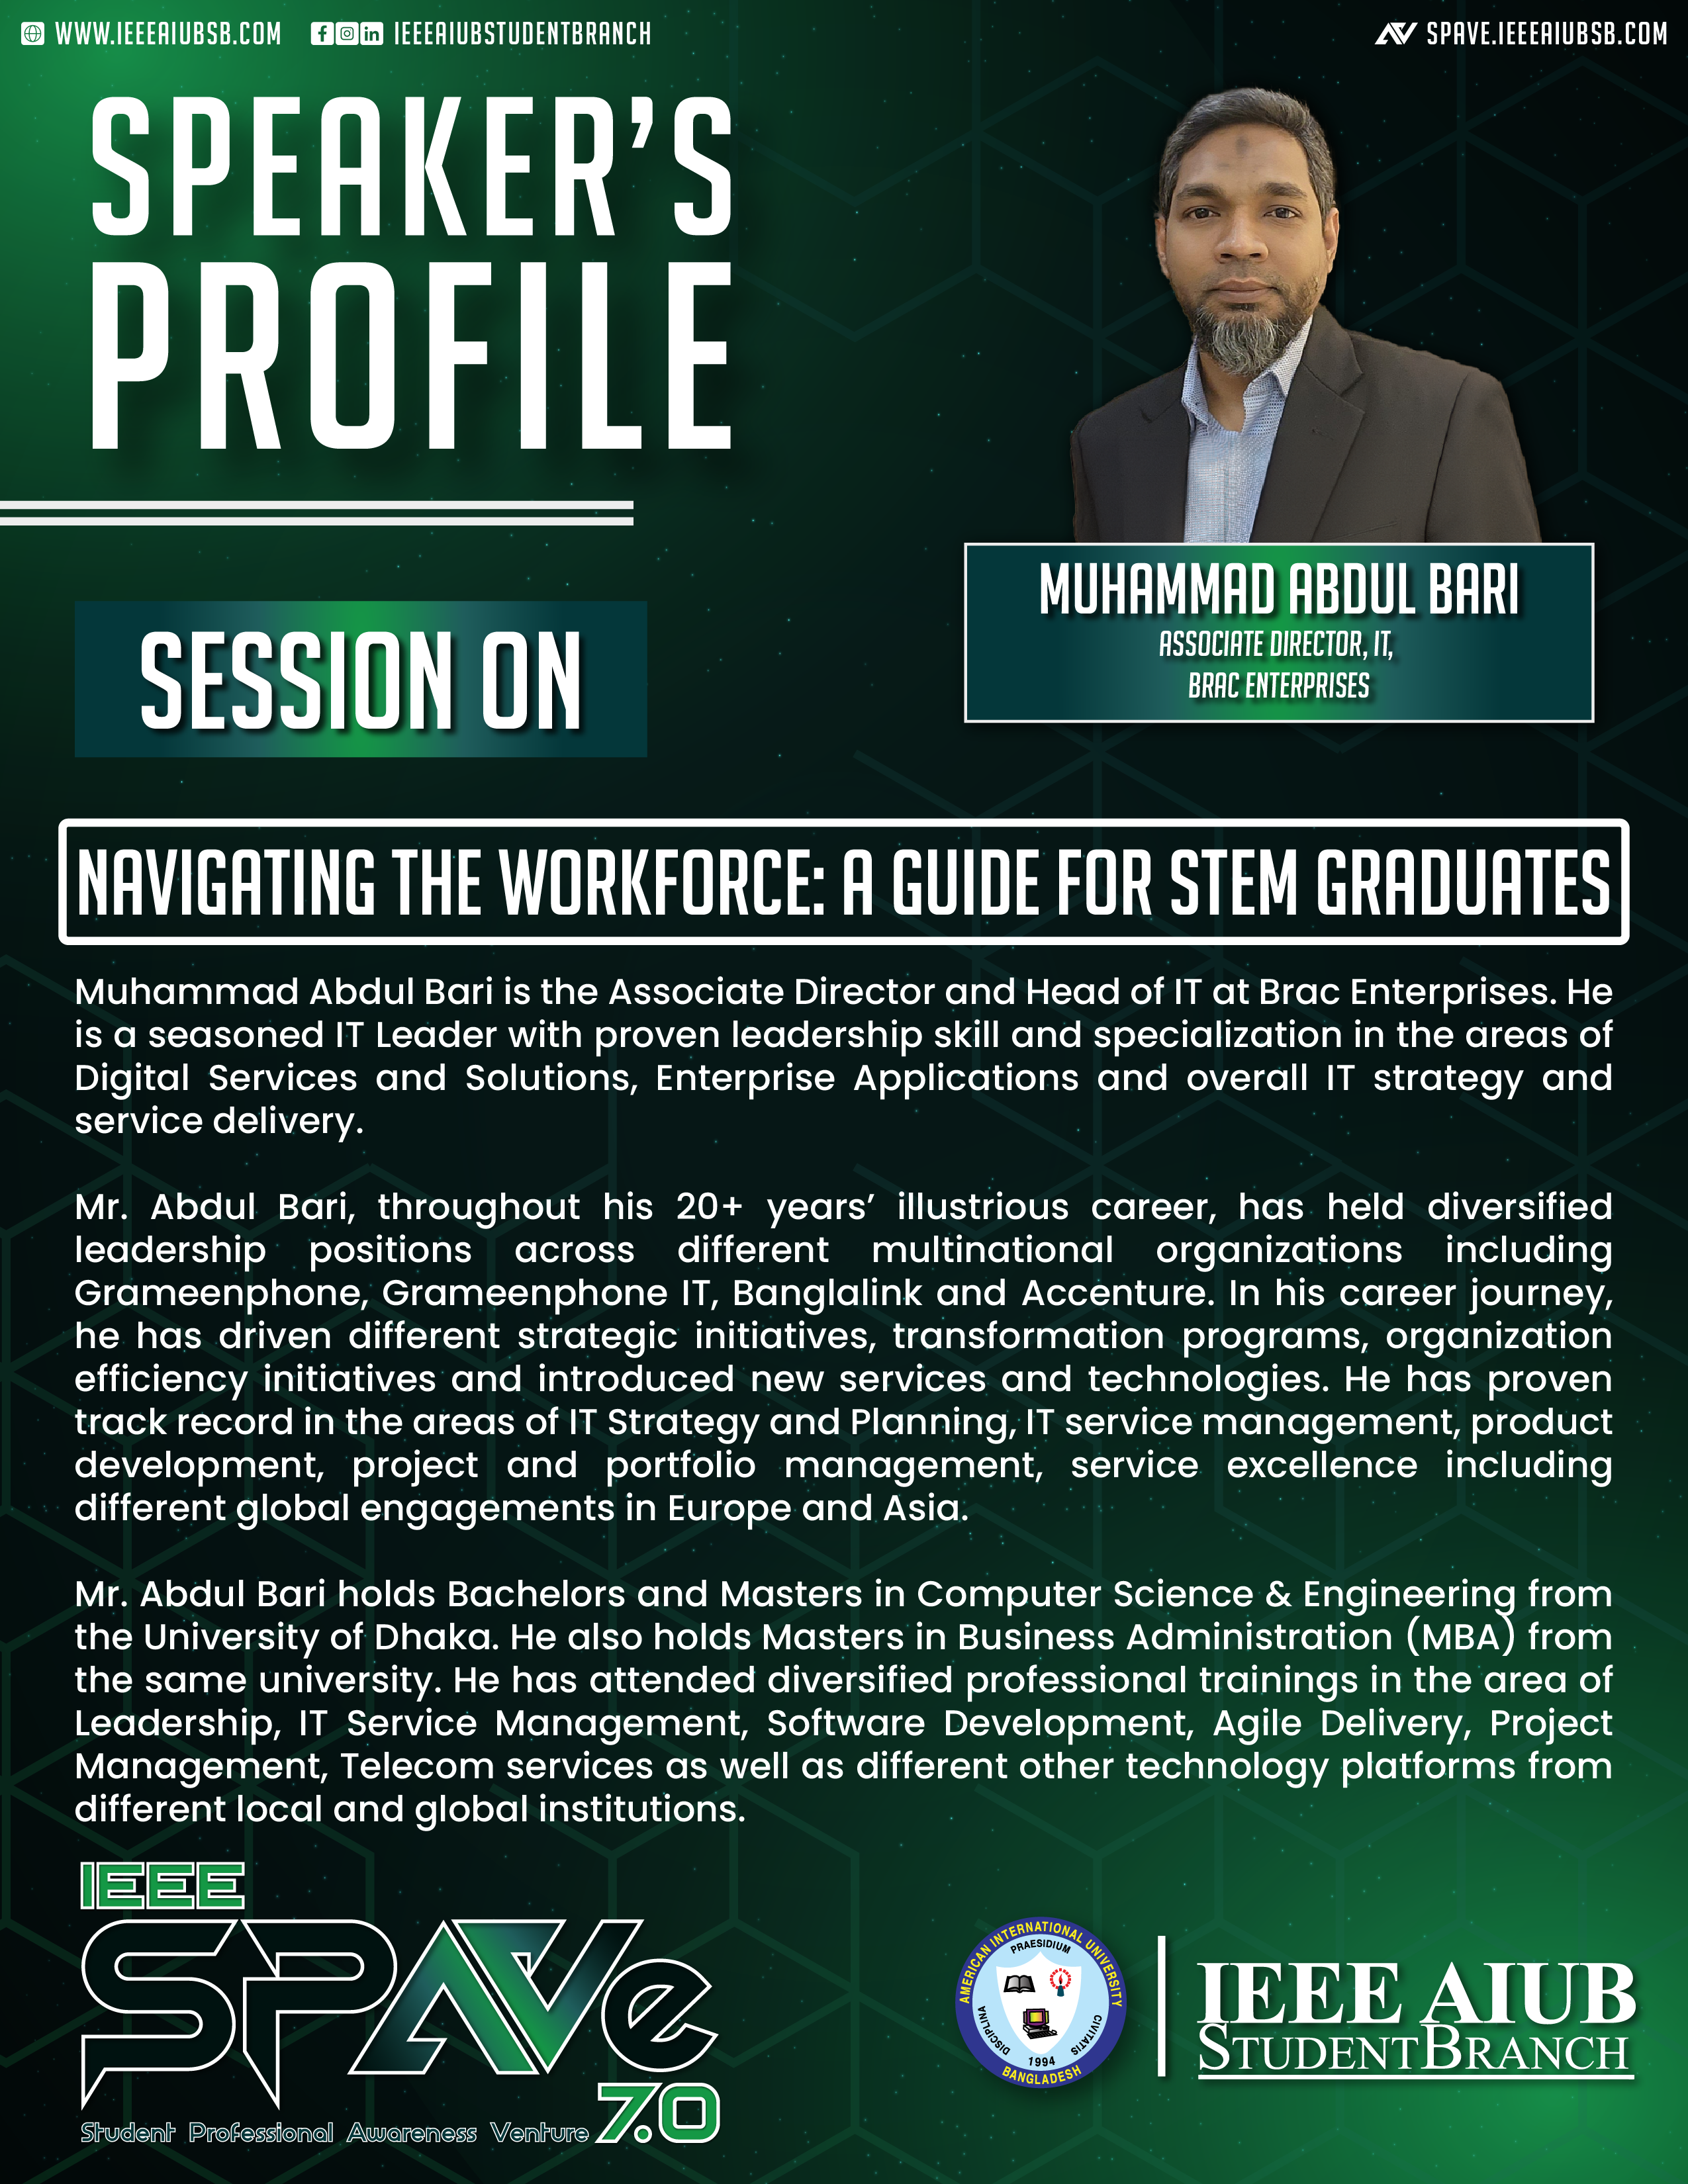 WWW.IEEEAIUBSB.COM IEEEAIUBSTUDENTBRANCH SPAVE.IEEEAIUBSB.COM
SPEAKER'S
PROFILE
MUHAMMAD ABDUL BARI
ASSOCIATE DIRECTOR, IT,
BRAC ENTERPRISES
SESSION ON
NAVIGATING THE WORKFORCE: A GUIDE FOR STEM GRADUATES
Muhammad Abdul Bari is the Associate Director and Head of IT at Brac Enterprises. He
is a seasoned IT Leader with proven leadership skill and specialization in the areas of
Digital Services and Solutions, Enterprise Applications and overall IT strategy and
service delivery.
Mr. Abdul Bari, throughout his 20+ years' illustrious career, has held diversified
leadership positions across different multinational organizations including
Grameenphone, Grameenphone IT, Banglalink and Accenture. In his career journey,
he has driven different strategic initiatives, transformation programs, organization
efficiency initiatives and introduced new services and technologies. He has proven
track record in the areas of IT Strategy and Planning, IT service management, product
development, project and portfolio management, service excellence including
different global engagements in Europe and Asia.
Mr. Abdul Bari holds Bachelors and Masters in Computer Science & Engineering from
the University of Dhaka. He also holds Masters in Business Administration (MBA) from
the same university. He has attended diversified professional trainings in the area of
Leadership, IT Service Management, Software Development, Agile Delivery, Project
Management, Telecom services as well as different other technology platforms from
different local and global institutions.
IEEE
SPAVe
7.0
Student Professional Awareness Venture
AMERICAN INTERNATIONAL UNIVERSITY
PRAESIDIUM
DISCIPLINA
CIVITATIS
1994
BANGLADESH
IEEE AIUB
STUDENT BRANCH